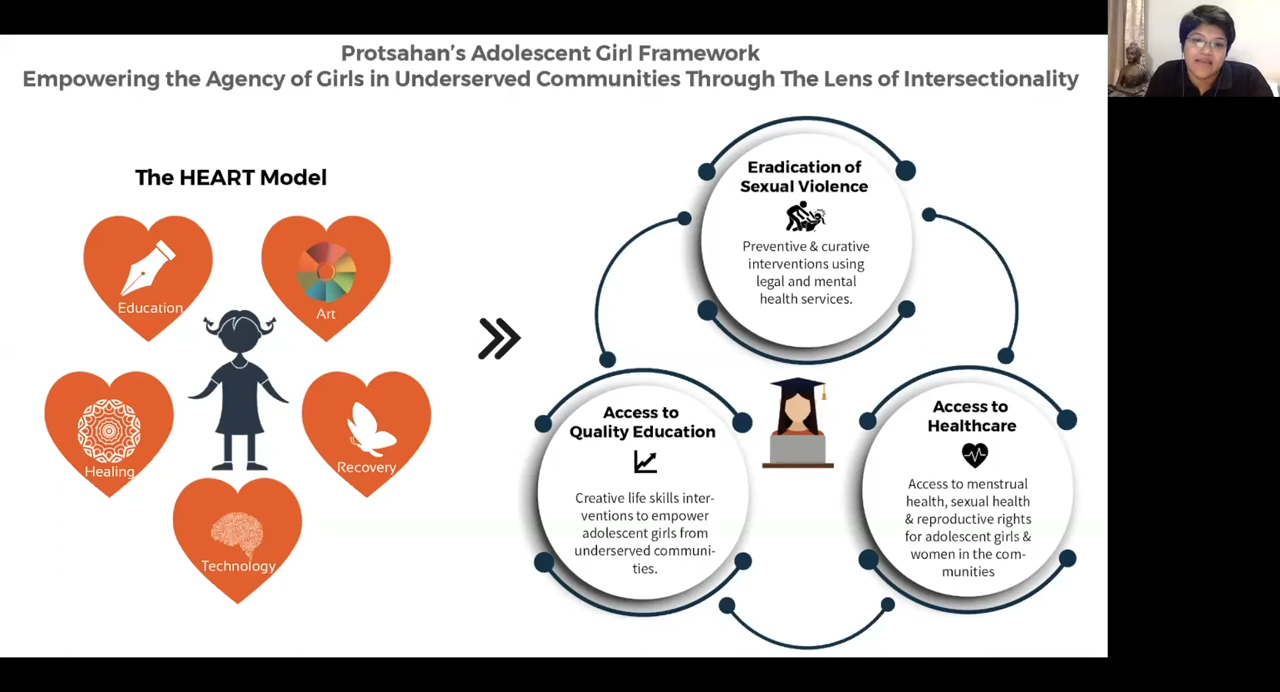 Protsahan's Adolescent Girl Framework
Empowering the Agency of Girls in Underserved Communities Through The Lens of Intersectionality
The HEART Model
Education
Art
Healing
Recovery
Technology
Eradication of
Sexual Violence
Preventive & curative
interventions using
legal and mental
health services.
Access to
Quality Education
Creative life skills inter-
ventions to empower
adolescent girls from
underserved communi-
ties.
Access to
Healthcare
Access to menstrual
health, sexual health
& reproductive rights
for adolescent girls &
women in the com-
munities